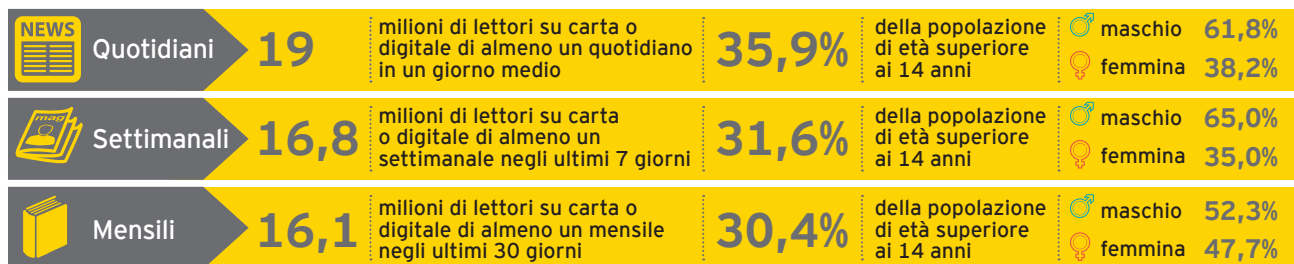 NEWS
Quotidiani
19
milioni di lettori su carta o
digitale di almeno un quotidiano
in un giorno medio
35,9%
della popolazione
di età superiore
ai 14 anni
maschio 61,8%
femmina 38,2%
mag
Settimanali
16,8
milioni di lettori su carta
o digitale di almeno un
settimanale negli ultimi 7 giorni
31,6%
della popolazione
di età superiore
ai 14 anni
maschio 65,0%
femmina 35,0%
Mensili
16,1
milioni di lettori su carta o
digitale di almeno un mensile
negli ultimi 30 giorni
30,4%
della popolazione
di età superiore
ai 14 anni
maschio 52,3%
femmina 47,7%